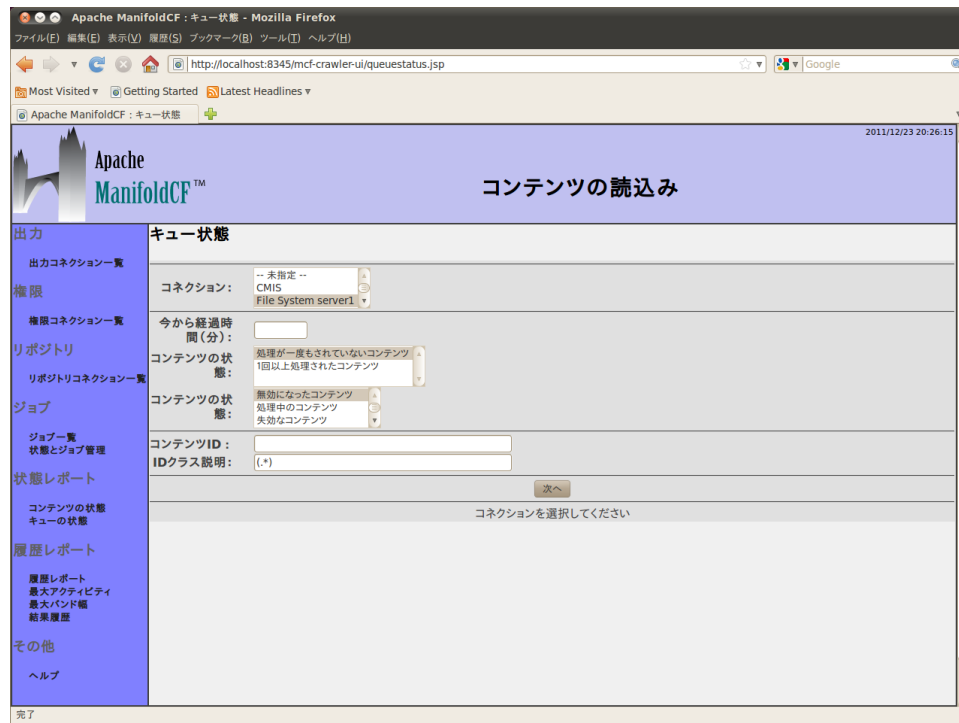 Apache ManifoldCF : キュー状態 - Mozilla Firefox
ファイル(F) 編集(E) 表示(V) 履歴(S) ブックマーク(B) ツール(T) ヘルプ(H)
http://localhost:8345/mcf-crawler-ui/queuestatus.jsp
Google
Most Visited Getting Started Latest Headlines
Apache ManifoldCF : キュー状態
2011/12/23 20:26:15
Apache
ManifoldCF™
コンテンツの読込み
出力
出力コネクション一覧
権限
権限コネクション一覧
リポジトリ
リポジトリコネクション一覧
ジョブ
ジョブ一覧
状態とジョブ管理
状態レポート
コンテンツの状態
キューの状態
履歴レポート
履歴レポート
最大アクティビティ
最大バンド幅
結果履歴
その他
ヘルプ
キュー状態
コネクション:
-- 未指定 --
CMIS
File System server1
今から経過時
間(分):
コンテンツの状
態:
処理が一度もされていないコンテンツ
1回以上処理されたコンテンツ
コンテンツの状
態:
無効になったコンテンツ
処理中のコンテンツ
失効なコンテンツ
コンテンツID:
IDクラス説明:
(.*)
次へ
コネクションを選択してください
完了